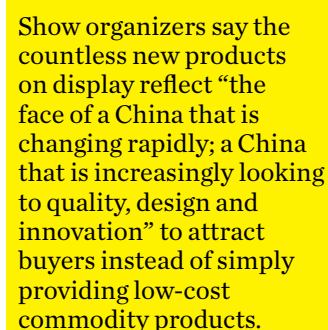 Show organizers say the
countless new products
on display reflect “the
face of a China that is
changing rapidly; a China
that is increasingly looking
to quality, design and
innovation” to attract
buyers instead of simply
providing low-cost
commodity products.